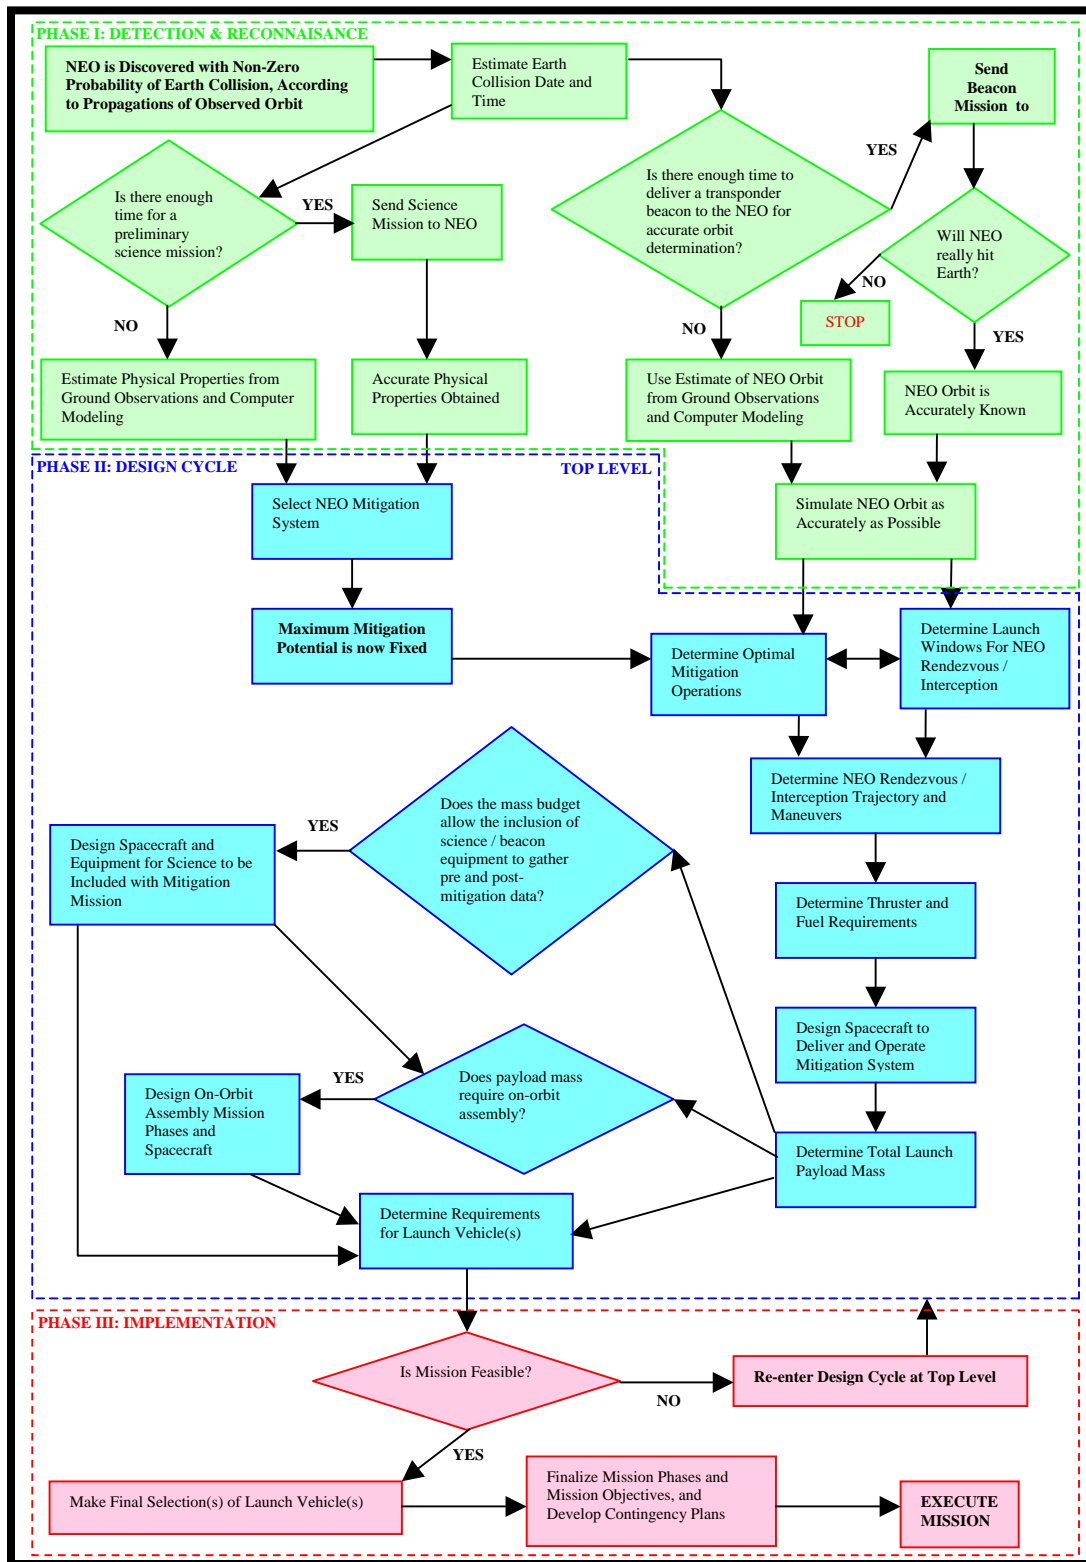 PHASE I: DETECTION & RECONNAISANCE
NEO is Discovered with Non-Zero
Probability of Earth Collision, According
to Propagations of Observed Orbit
Estimate Earth
Collision Date and
Time
Send
Beacon
Mission to
Is there enough
time for a
preliminary
science mission?
YES
Send Science
Mission to NEO
Is there enough time to
deliver a transponder
beacon to the NEO for
accurate orbit
determination?
YES
Will NEO
really hit
Earth?
NO
STOP
NO
NO
YES
Estimate Physical Properties from
Ground Observations and Computer
Modeling
Accurate Physical
Properties Obtained
Use Estimate of NEO Orbit
from Ground Observations
and Computer Modeling
NEO Orbit is
Accurately Known
PHASE II: DESIGN CYCLE
TOP LEVEL
Select NEO Mitigation
System
Simulate NEO Orbit as
Accurately as Possible
Maximum Mitigation
Potential is now Fixed
Determine Optimal
Mitigation
Operations
Determine Launch
Windows For NEO
Rendezvous /
Interception
Determine NEO Rendezvous /
Interception Trajectory and
Maneuvers
Does the mass budget
allow the inclusion of
science / beacon
equipment to gather
pre and post-
mitigation data?
YES
Design Spacecraft and
Equipment for Science to be
Included with Mitigation
Mission
Determine Thruster and
Fuel Requirements
Design Spacecraft to
Deliver and Operate
Mitigation System
Does payload mass
require on-orbit
assembly?
YES
Design On-Orbit
Assembly Mission
Phases and
Spacecraft
Determine Total Launch
Payload Mass
Determine Requirements
for Launch Vehicle(s)
PHASE III: IMPLEMENTATION
Is Mission Feasible?
NO
Re-enter Design Cycle at Top Level
YES
Make Final Selection(s) of Launch Vehicle(s)
Finalize Mission Phases and
Mission Objectives, and
Develop Contingency Plans
EXECUTE
MISSION